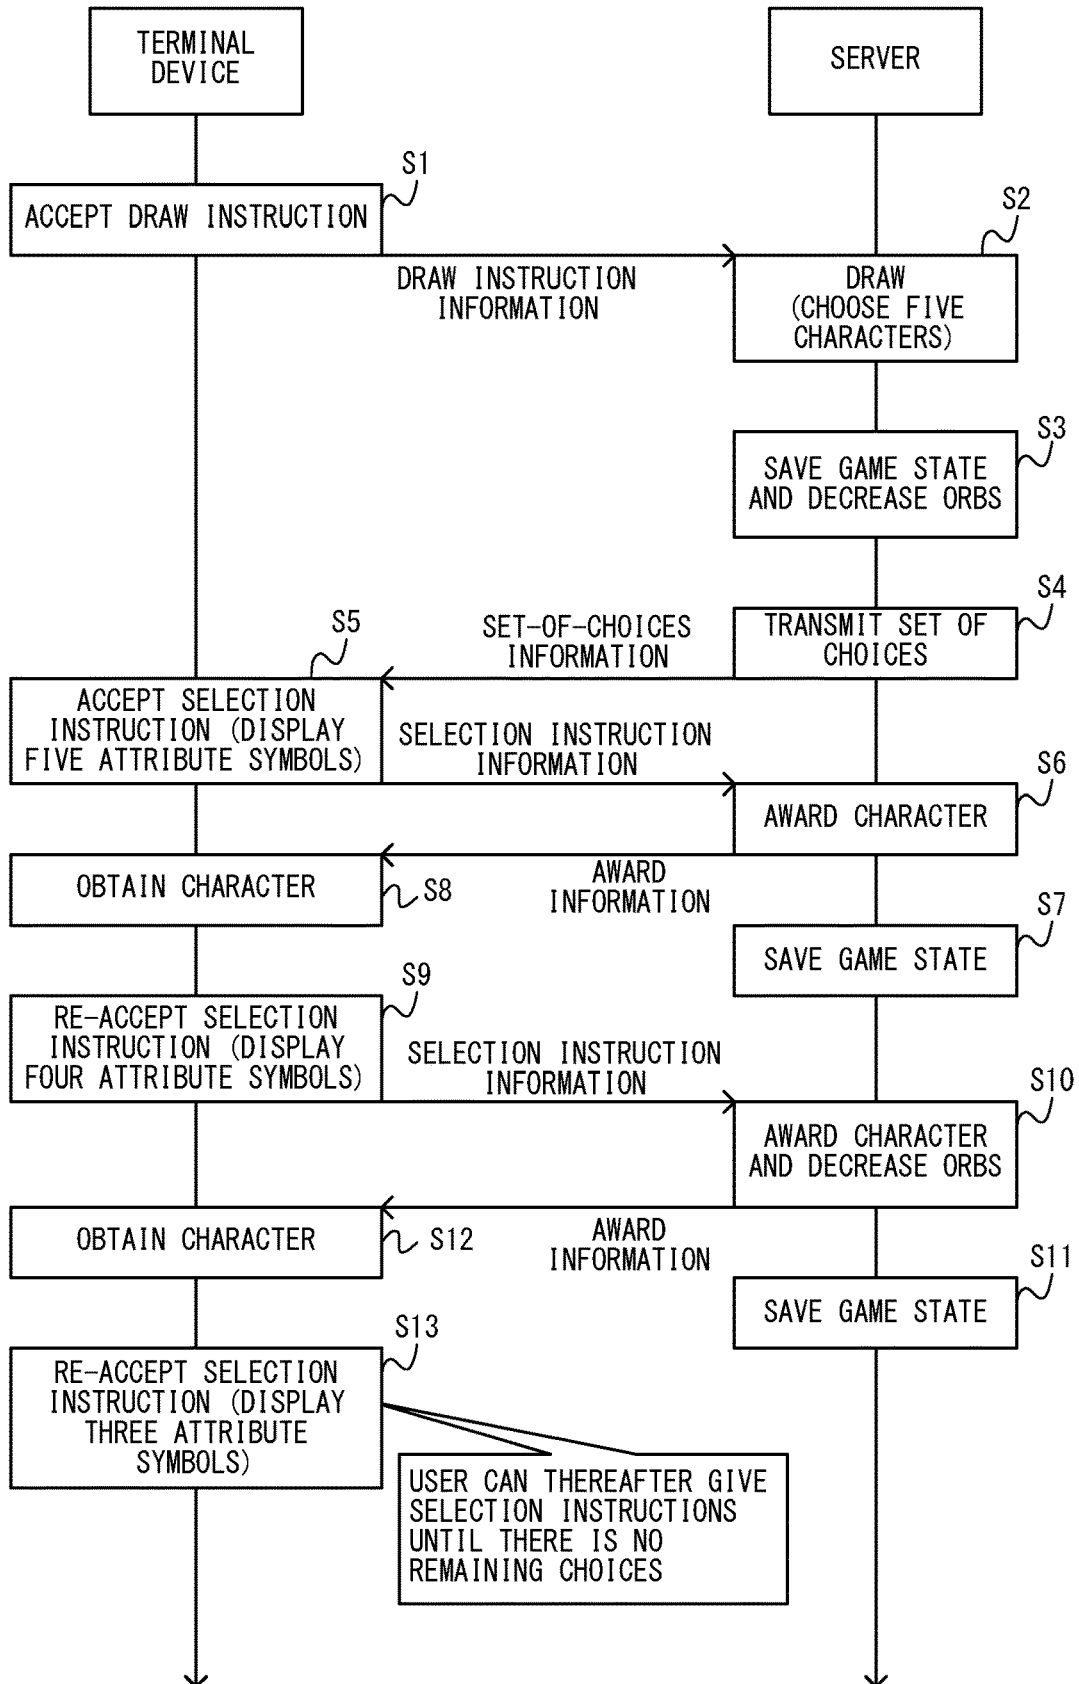 TERMINAL
DEVICE
SERVER
S1
ACCEPT DRAW INSTRUCTION
S2
DRAW INSTRUCTION
INFORMATION
DRAW
(CHOOSE FIVE
CHARACTERS)
S3
SAVE GAME STATE
AND DECREASE ORBS
S4
TRANSMIT SET OF
CHOICES
SET-OF-CHOICES
INFORMATION
S5
ACCEPT SELECTION
INSTRUCTION (DISPLAY
FIVE ATTRIBUTE SYMBOLS)
SELECTION INSTRUCTION
INFORMATION
S6
AWARD CHARACTER
AWARD
INFORMATION
OBTAIN CHARACTER
S8
S7
SAVE GAME STATE
S9
RE-ACCEPT SELECTION
INSTRUCTION (DISPLAY
FOUR ATTRIBUTE SYMBOLS)
SELECTION INSTRUCTION
INFORMATION
S10
AWARD CHARACTER
AND DECREASE ORBS
AWARD
INFORMATION
OBTAIN CHARACTER
S12
S11
SAVE GAME STATE
S13
RE-ACCEPT SELECTION
INSTRUCTION (DISPLAY
THREE ATTRIBUTE
SYMBOLS)
USER CAN THEREAFTER GIVE
SELECTION INSTRUCTIONS
UNTIL THERE IS NO
REMAINING CHOICES